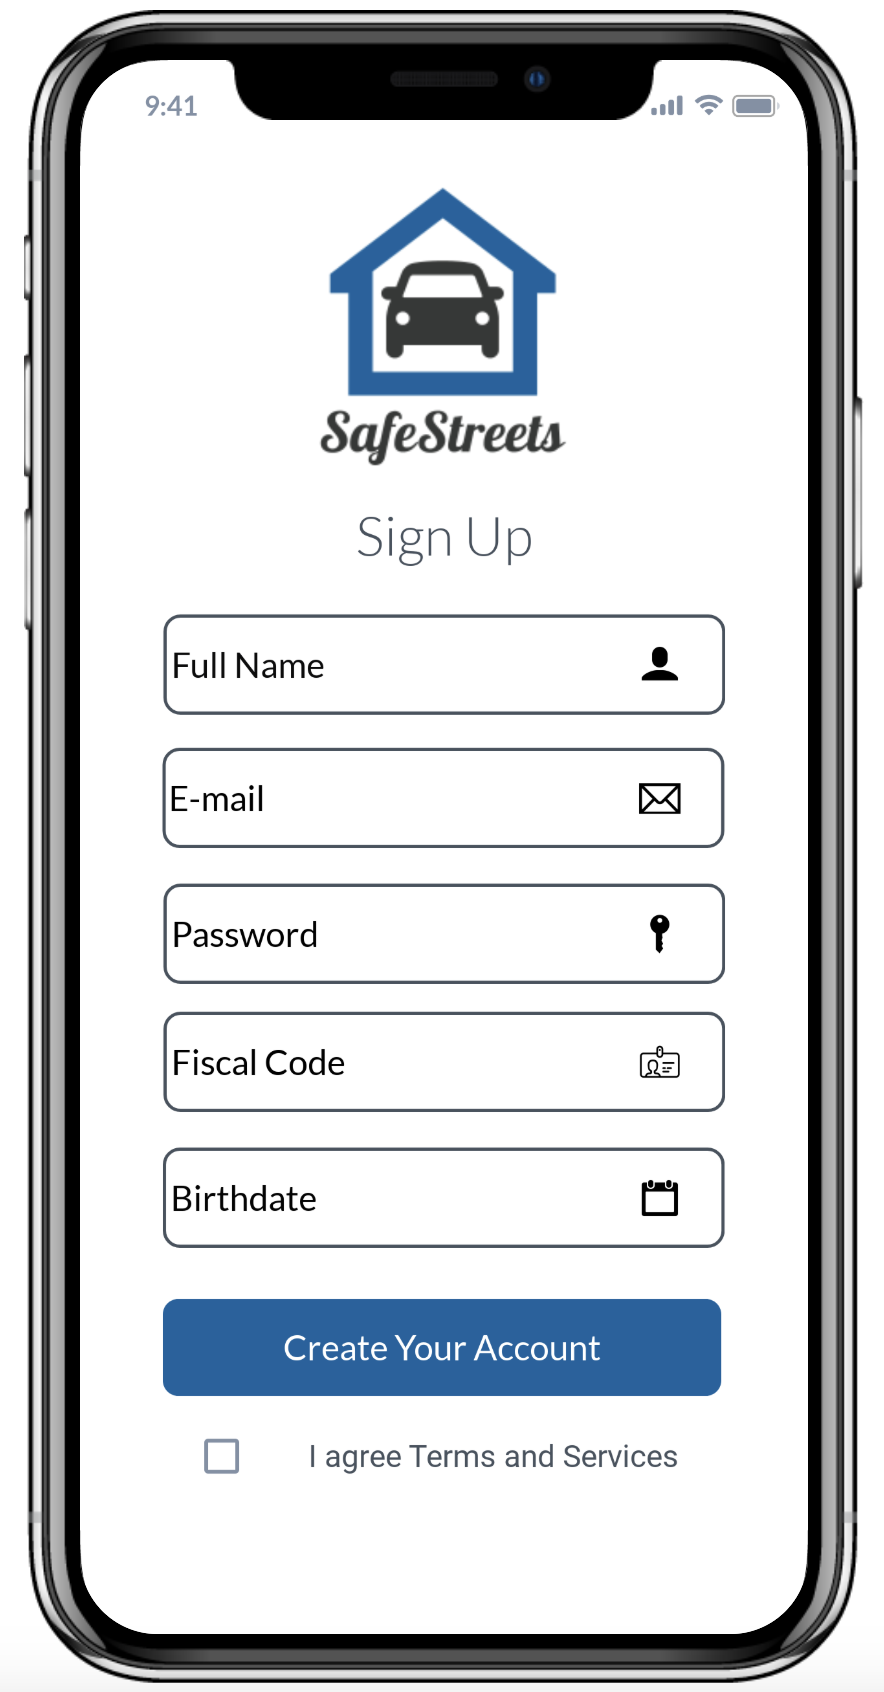 9:41
SafeStreets
Sign Up
Full Name
E-mail
Password
Fiscal Code
Birthdate
Create Your Account
I agree Terms and Services